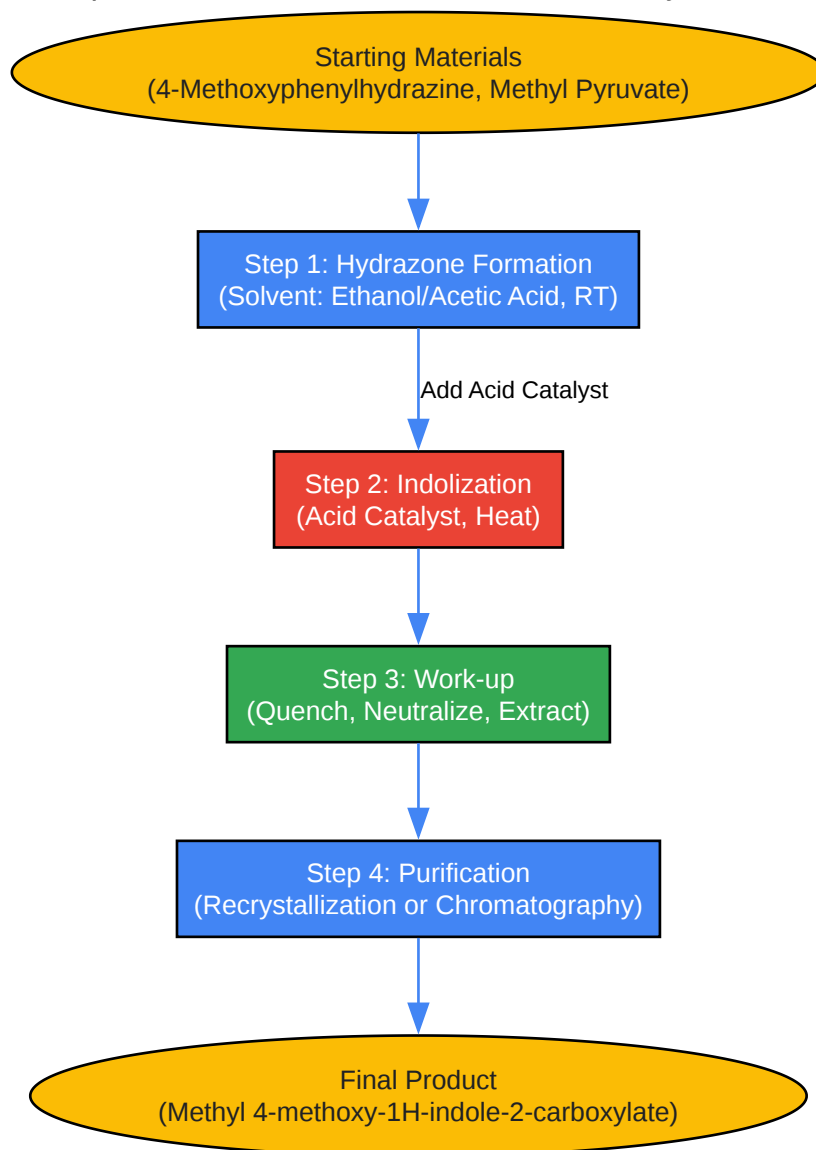 Starting Materials
(4-Methoxyphenylhydrazine, Methyl Pyruvate)
Step 1: Hydrazone Formation
(Solvent: Ethanol/Acetic Acid, RT)
Add Acid Catalyst
Step 2: Indolization
(Acid Catalyst, Heat)
Step 3: Work-up
(Quench, Neutralize, Extract)
Step 4: Purification
(Recrystallization or Chromatography)
Final Product
(Methyl 4-methoxy-1H-indole-2-carboxylate)